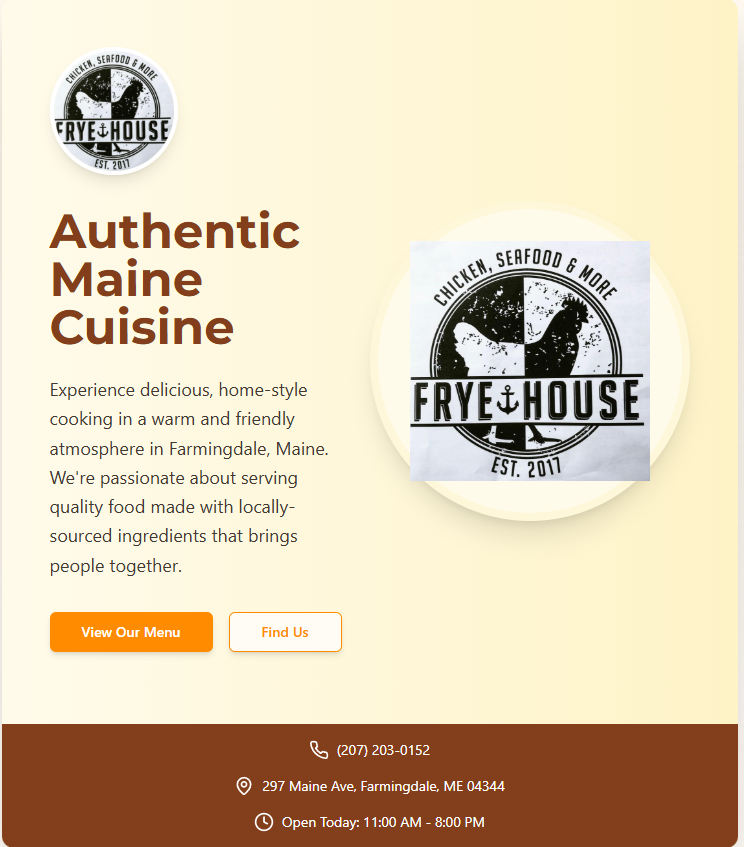 CHICKEN, SEAFOOD & MORE
FRYE HOUSE
EST. 2017
Authentic
Maine
Cuisine
Experience delicious, home-style
cooking in a warm and friendly
atmosphere in Farmingdale, Maine.
We're passionate about serving
quality food made with locally-
sourced ingredients that brings
people together.
View Our Menu
Find Us
CHICKEN, SEAFOOD & MORE
FRYE HOUSE
EST. 2017
(207) 203-0152
297 Maine Ave, Farmingdale, ME 04344
Open Today: 11:00 AM - 8:00 PM